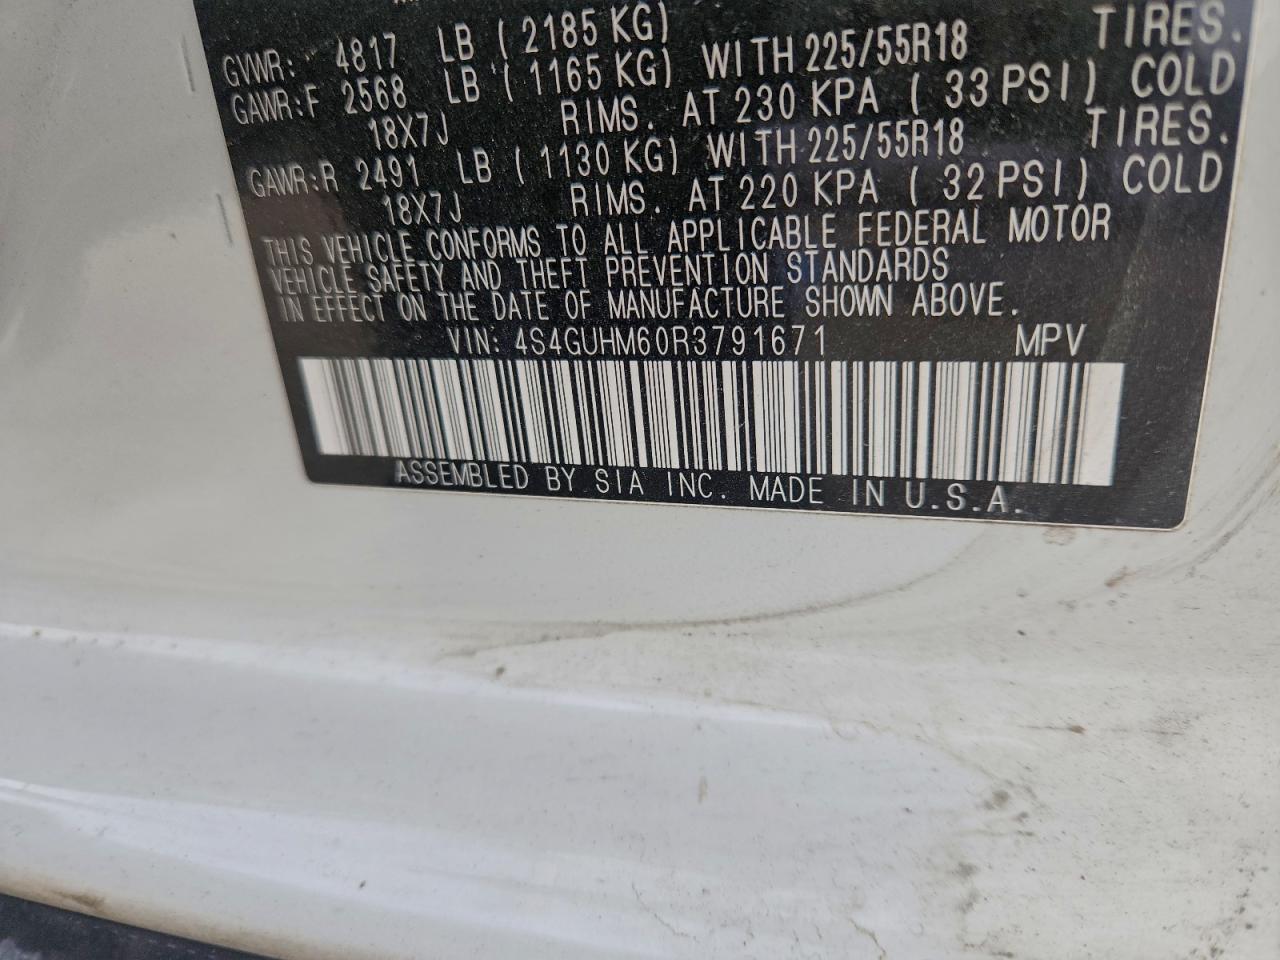 GVWR: 4817 LB ( 2185 KG)
GAWR:F 2568 LB ( 1165 KG) WITH 225/55R18 TIRES.
18X7J RIMS. AT 230 KPA ( 33 PSI) COLD
GAWR:R 2491 LB ( 1130 KG) WITH 225/55R18 TIRES.
18X7J RIMS. AT 220 KPA ( 32 PSI) COLD
THIS VEHICLE CONFORMS TO ALL APPLICABLE FEDERAL MOTOR
VEHICLE SAFETY AND THEFT PREVENTION STANDARDS
IN EFFECT ON THE DATE OF MANUFACTURE SHOWN ABOVE.
VIN: 4S4GUHM60R3791671 MPV
ASSEMBLED BY SIA INC. MADE IN U.S.A.